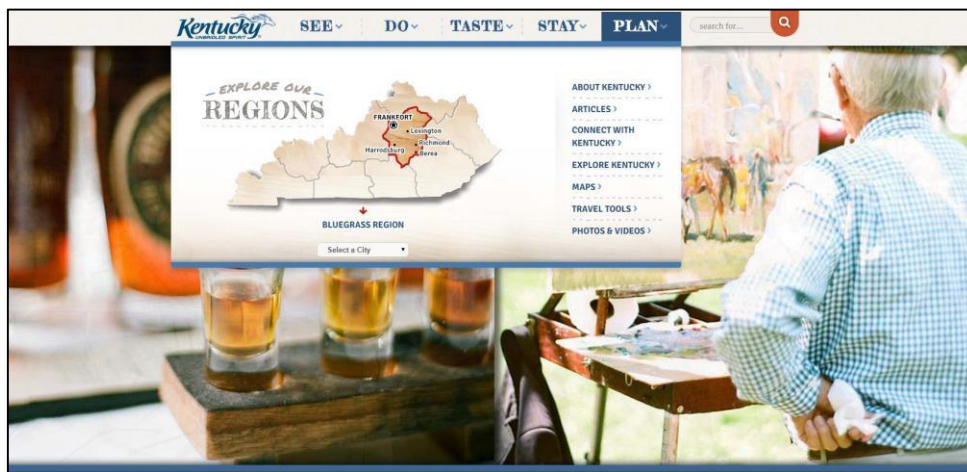 Kentucky
UNBRIDLED SPIRIT
SEE
DO
TASTE
STAY
PLAN
search for...
EXPLORE OUR
REGIONS
FRANKFORT
Lexington
Richmond
Harrodsburg
Berea
BLUEGRASS REGION
Select a City
ABOUT KENTUCKY >
ARTICLES >
CONNECT WITH
KENTUCKY >
EXPLORE KENTUCKY >
MAPS >
TRAVEL TOOLS >
PHOTOS & VIDEOS >